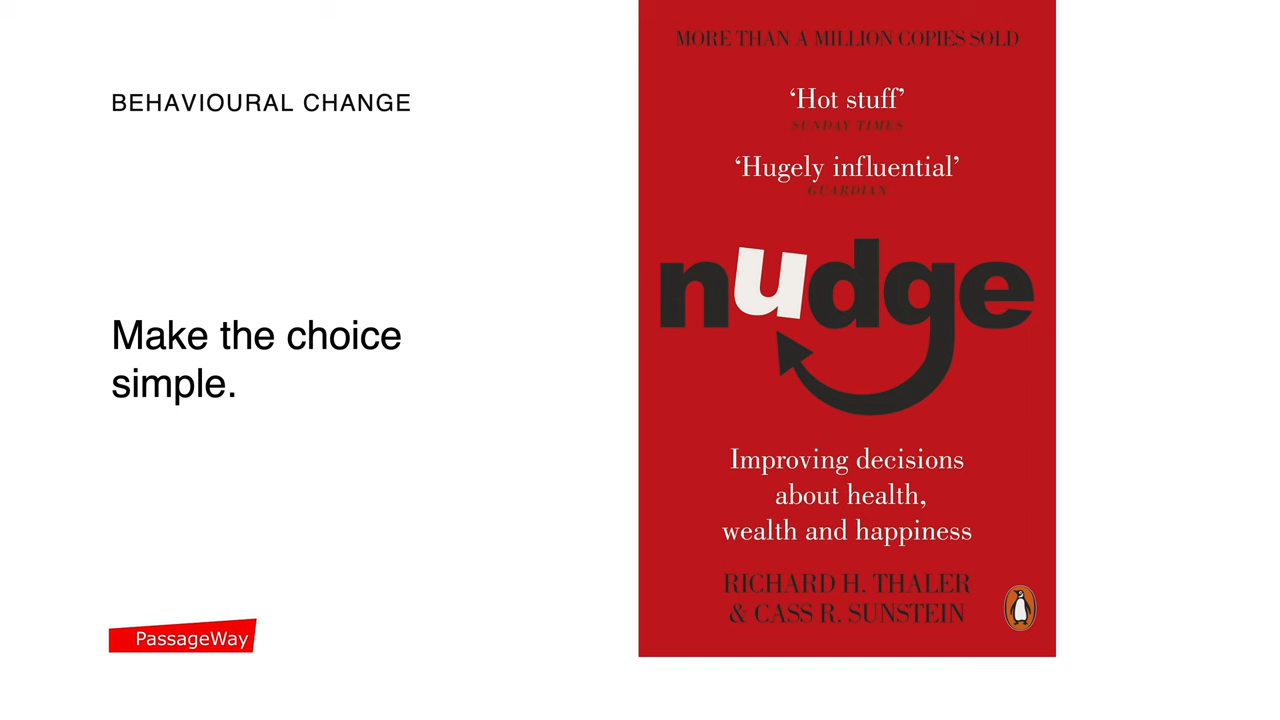 BEHAVIOURAL CHANGE
Make the choice
simple.
PassageWay
MORE THAN A MILLION COPIES SOLD
‘Hot stuff’
SUNDAY TIMES
‘Hugely influential’
GUARDIAN
nudge
Improving decisions
about health,
wealth and happiness
RICHARD H. THALER
& CASS R. SUNSTEIN